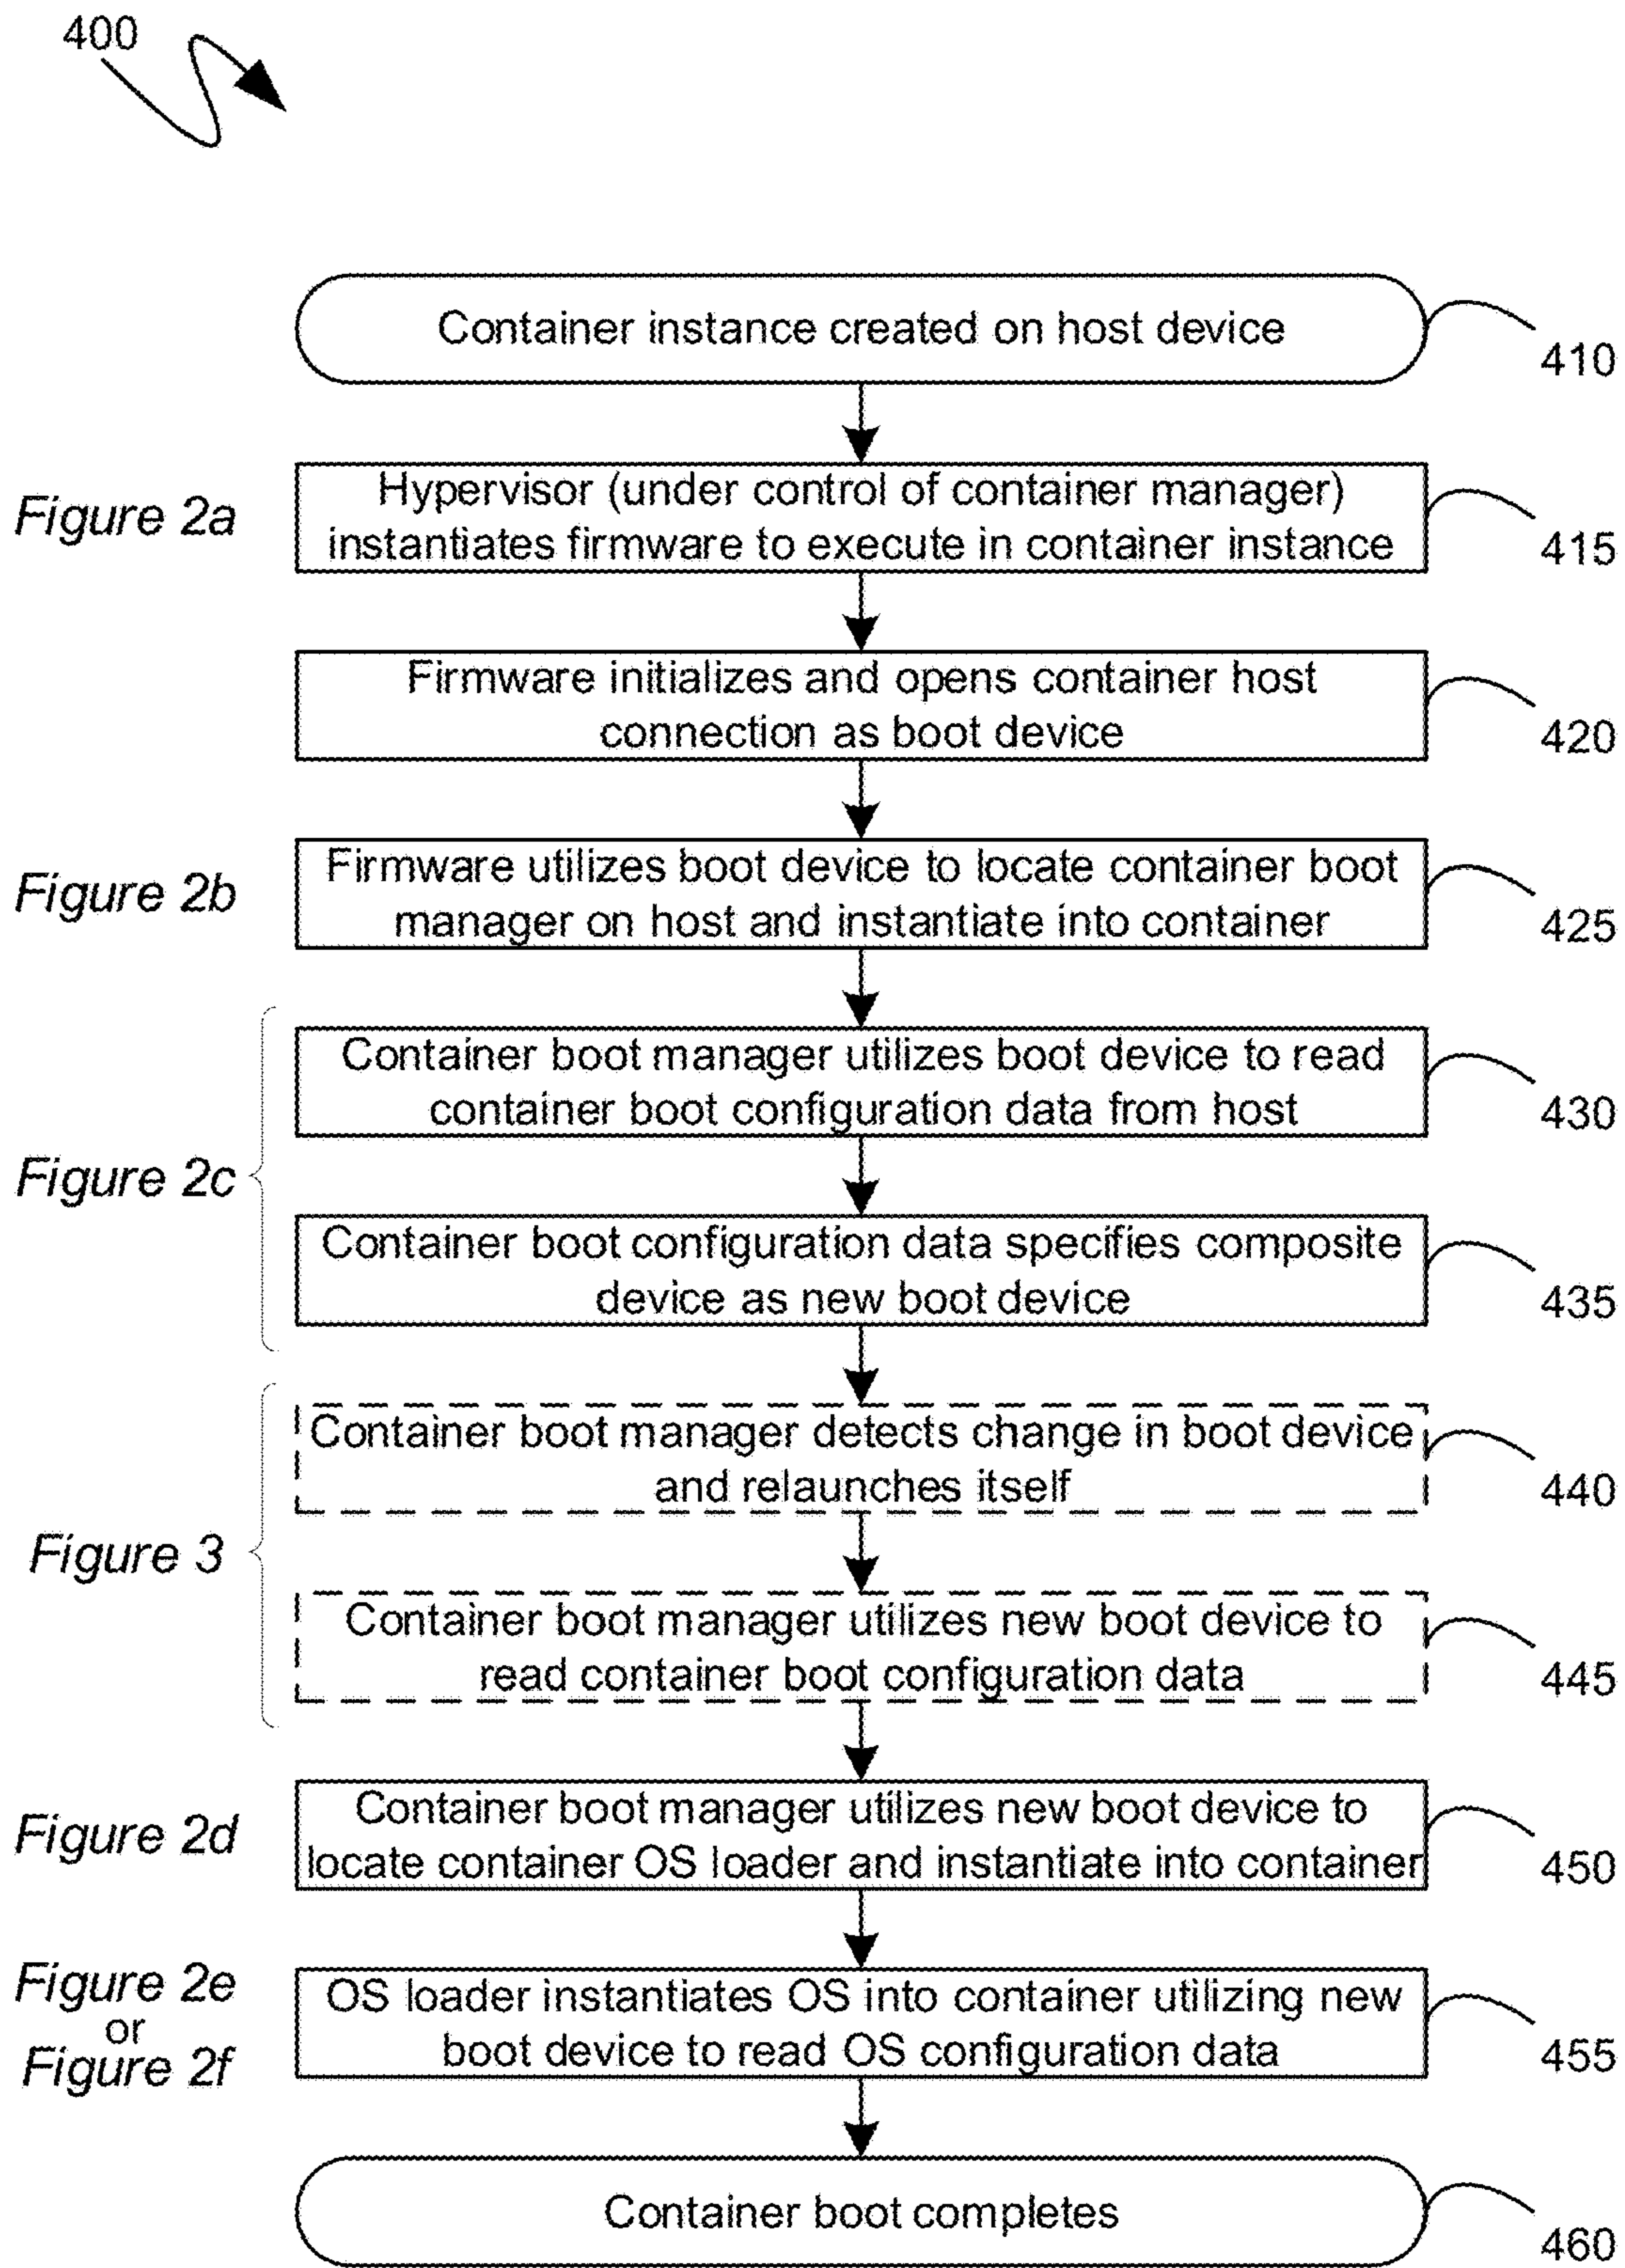 400
Container instance created on host device
410
Figure 2a
Hypervisor (under control of container manager)
instantiates firmware to execute in container instance
415
Firmware initializes and opens container host
connection as boot device
420
Figure 2b
Firmware utilizes boot device to locate container boot
manager on host and instantiate into container
425
Figure 2c
Container boot manager utilizes boot device to read
container boot configuration data from host
430
Container boot configuration data specifies composite
device as new boot device
435
Figure 3
Container boot manager detects change in boot device
and relaunches itself
440
Container boot manager utilizes new boot device to
read container boot configuration data
445
Figure 2d
Container boot manager utilizes new boot device to
locate container OS loader and instantiate into container
450
Figure 2e
or
Figure 2f
OS loader instantiates OS into container utilizing new
boot device to read OS configuration data
455
Container boot completes
460